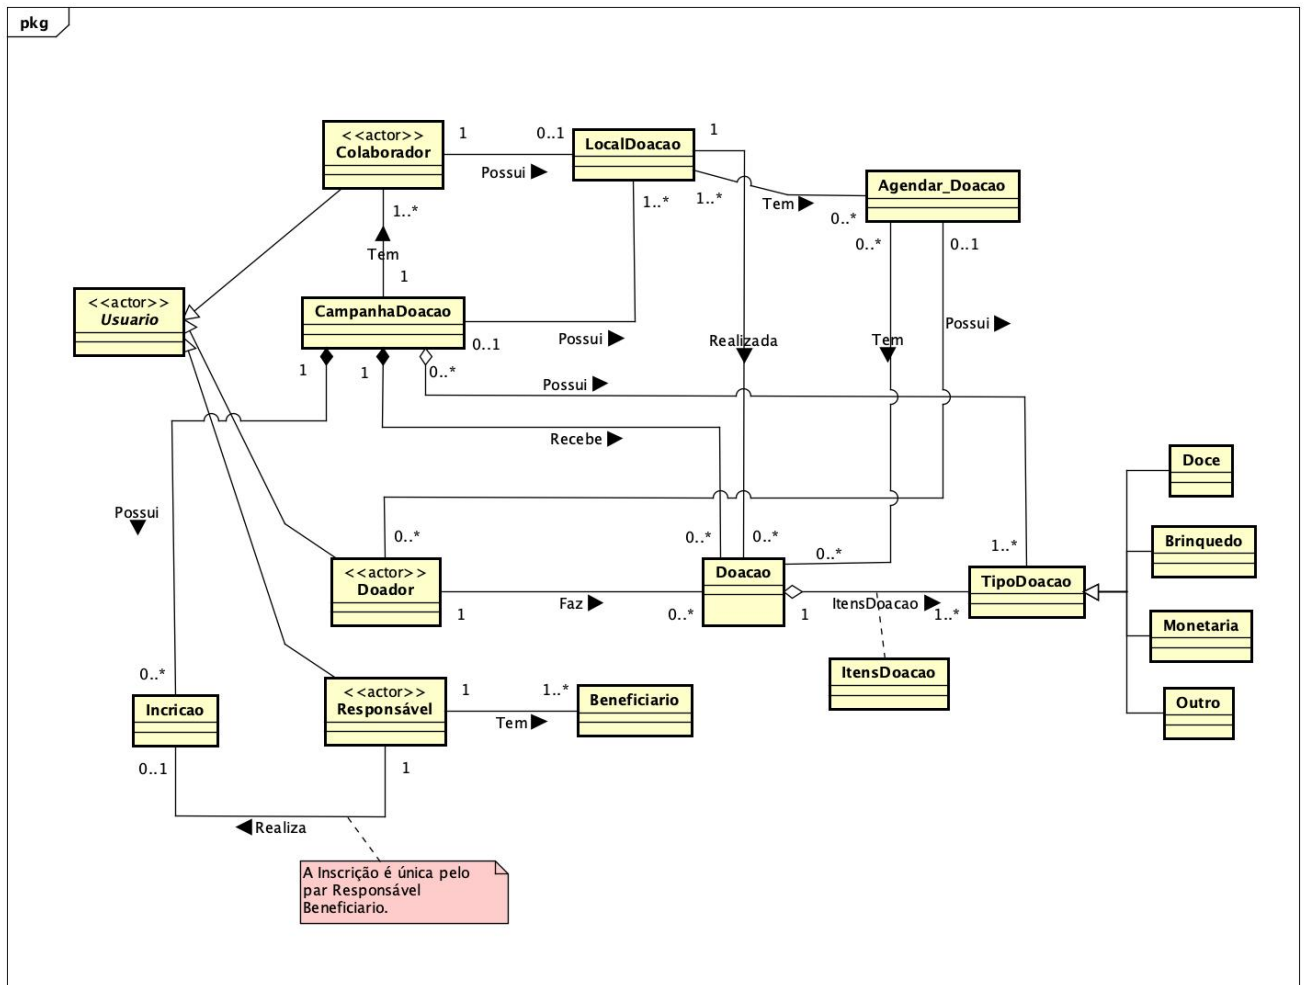 pkg
<<actor>>
Colaborador
1
0..1
Possui
LocalDoacao
1
1..*
1..*
Tem
0..*
Agendar_Doacao
0..*
0..1
1..*
Tem
1
<<actor>>
Usuario
CampanhaDoacao
0..1
Possui
Realizada
Tem
Possui
1
1
0..*
Possui
Recebe
Possui
0..*
0..*
0..*
0..*
1..*
<<actor>>
Doador
1
Faz
0..*
Doacao
1
ItensDoacao
1..*
TipoDoacao
Doce
Brinquedo
Monetaria
Outro
ItensDoacao
0..*
Incricao
0..1
<<actor>>
Responsável
1
1..*
Tem
Beneficiario
1
Realiza
A Inscrição é única pelo
par Responsável
Beneficiario.